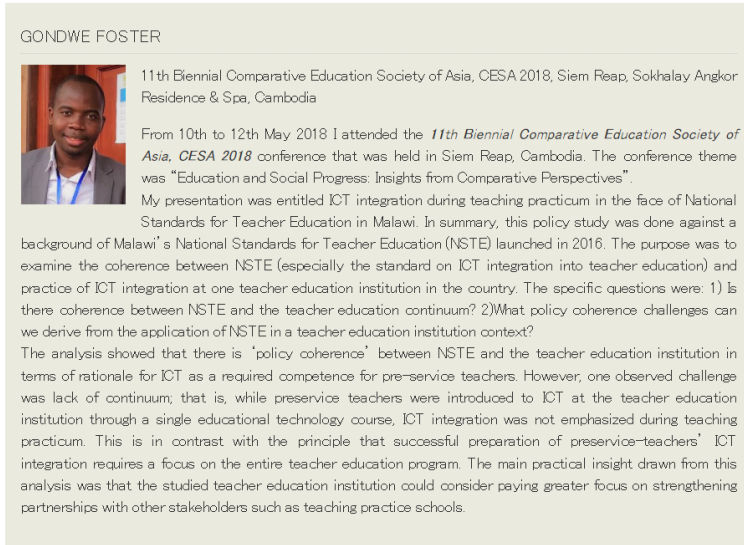 GONDWE FOSTER
11th Biennial Comparative Education Society of Asia, CESA 2018, Siem Reap, Sokhalay Angkor
Residence & Spa, Cambodia
From 10th to 12th May 2018 I attended the 11th Biennial Comparative Education Society of
Asia, CESA 2018 conference that was held in Siem Reap, Cambodia. The conference theme
was “Education and Social Progress: Insights from Comparative Perspectives”.
My presentation was entitled ICT integration during teaching practicum in the face of National
Standards for Teacher Education in Malawi. In summary, this policy study was done against a
background of Malawi’s National Standards for Teacher Education (NSTE) launched in 2016. The purpose was to
examine the coherence between NSTE (especially the standard on ICT integration into teacher education) and
practice of ICT integration at one teacher education institution in the country. The specific questions were: 1) Is
there coherence between NSTE and the teacher education continuum? 2)What policy coherence challenges can
we derive from the application of NSTE in a teacher education institution context?
The analysis showed that there is ‘policy coherence’ between NSTE and the teacher education institution in
terms of rationale for ICT as a required competence for pre-service teachers. However, one observed challenge
was lack of continuum; that is, while preservice teachers were introduced to ICT at the teacher education
institution through a single educational technology course, ICT integration was not emphasized during teaching
practicum. This is in contrast with the principle that successful preparation of preservice-teachers’ ICT
integration requires a focus on the entire teacher education program. The main practical insight drawn from this
analysis was that the studied teacher education institution could consider paying greater focus on strengthening
partnerships with other stakeholders such as teaching practice schools.